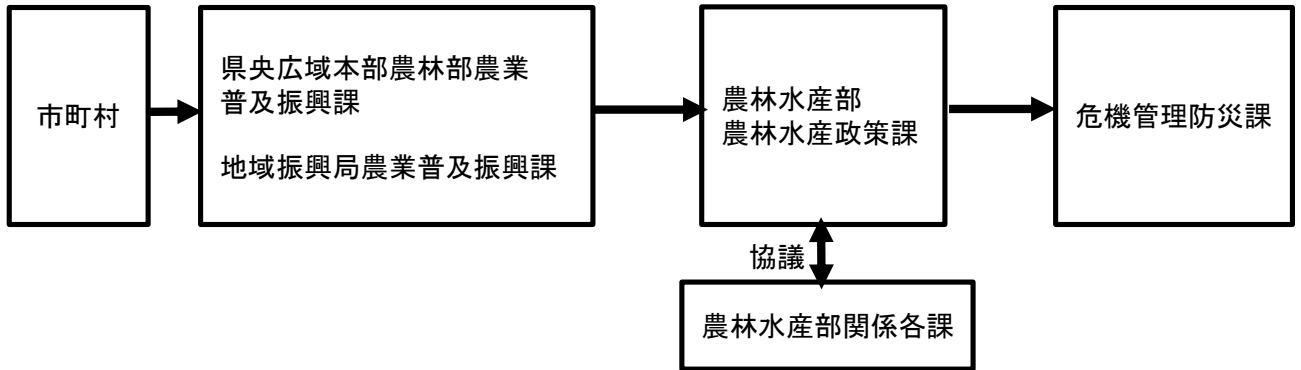 市町村
県央広域本部農林部農業
普及振興課
地域振興局農業普及振興課
農林水産部
農林水産政策課
危機管理防災課
協議
農林水産部関係各課